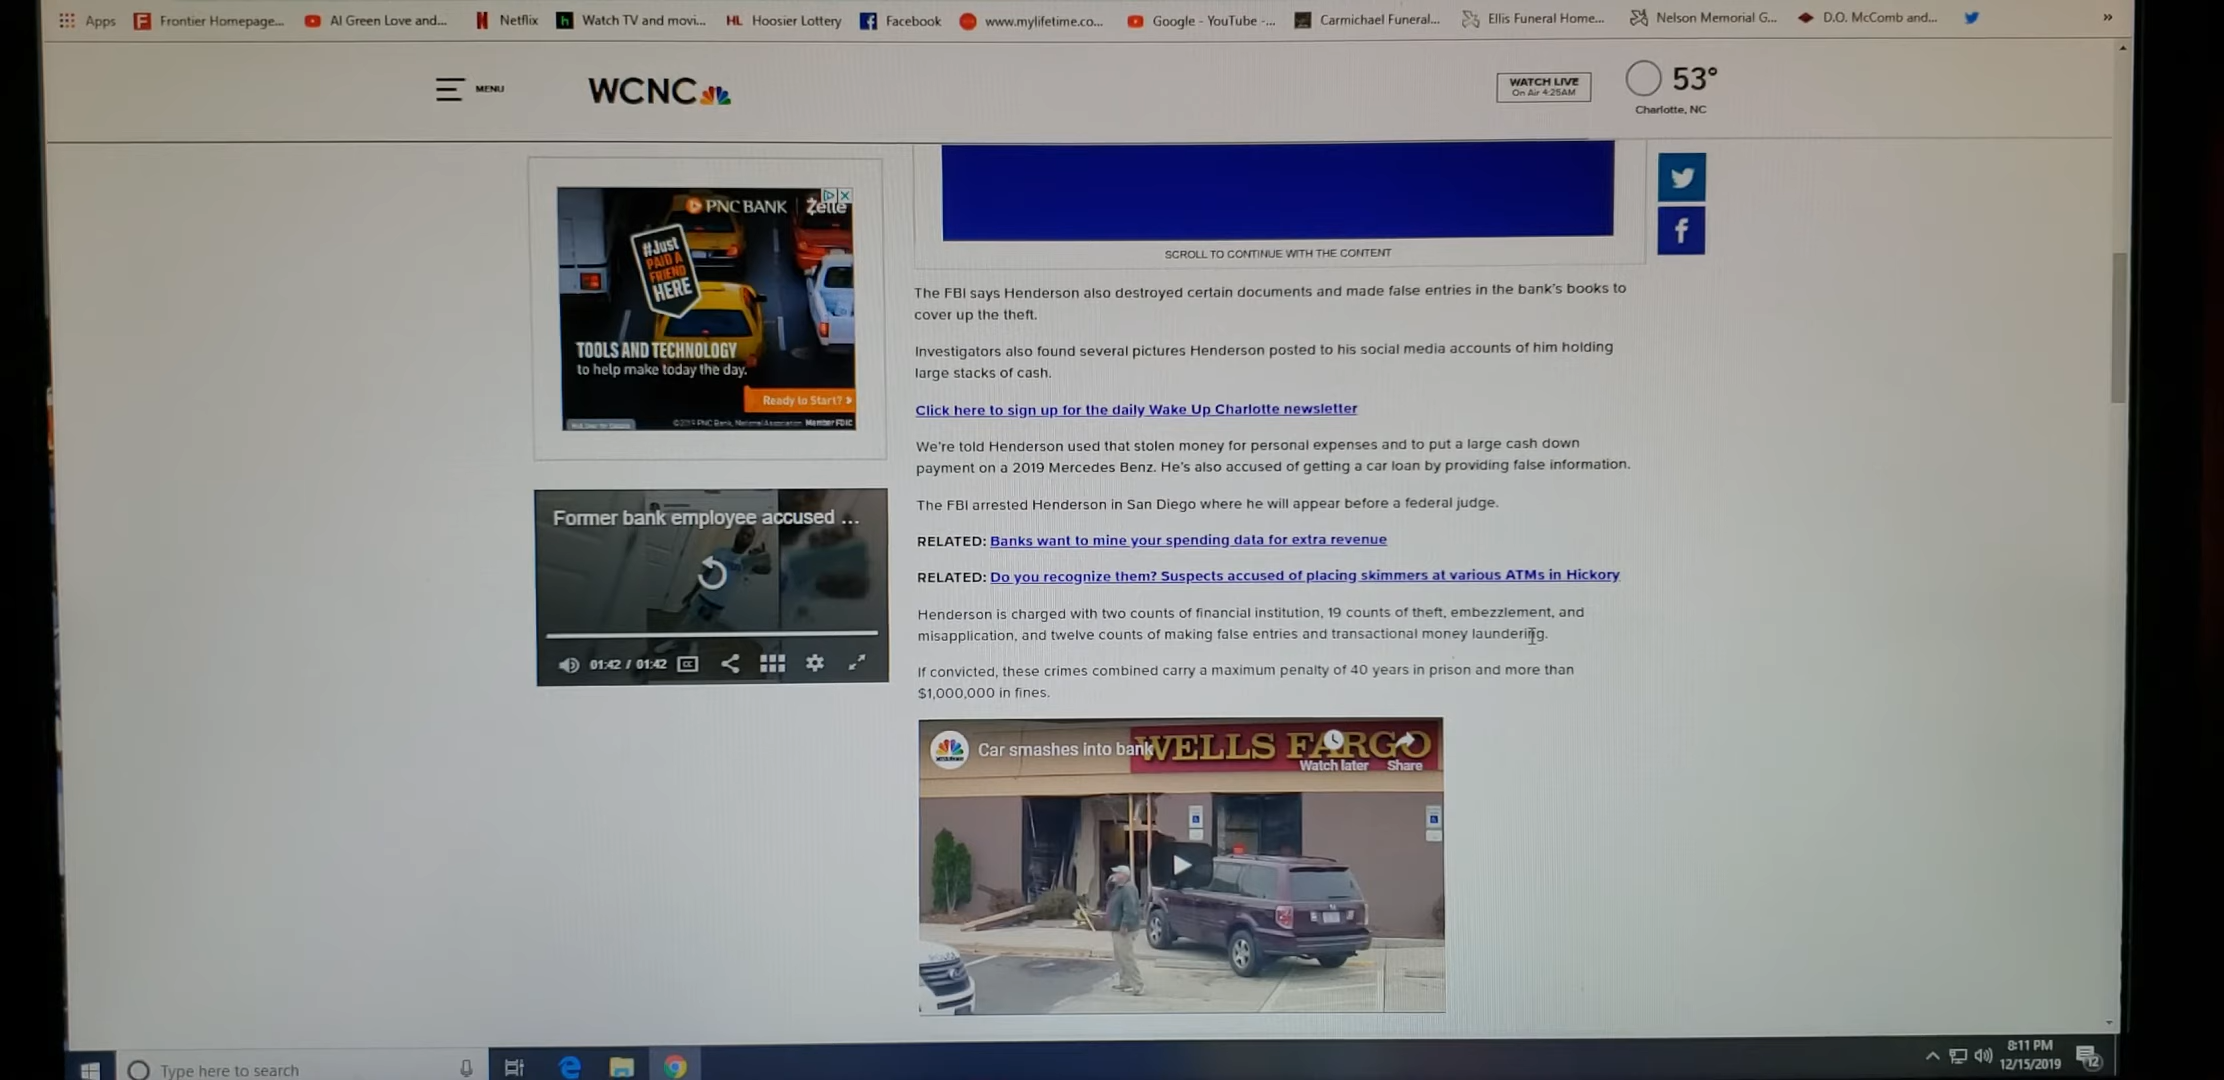 Apps Frontier Homepage... Al Green Love and... Netflix Watch TV and movi... HL Hoosier Lottery Facebook www.mylifetime.co... Google - YouTube -... Carmichael Funeral... Ellis Funeral Home... Nelson Memorial G... D.O. McComb and... »
MENU
WCNC
WATCH LIVE
On Air 4:25AM
53°
Charlotte, NC
PNC BANK Zelle
#Just
PAID A
FRIEND
HERE
TOOLS AND TECHNOLOGY
to help make today the day.
Ready to Start? >
Member FDIC
Former bank employee accused ...
01:42 / 01:42 CC
SCROLL TO CONTINUE WITH THE CONTENT
The FBI says Henderson also destroyed certain documents and made false entries in the bank's books to
cover up the theft.
Investigators also found several pictures Henderson posted to his social media accounts of him holding
large stacks of cash.
Click here to sign up for the daily Wake Up Charlotte newsletter
We're told Henderson used that stolen money for personal expenses and to put a large cash down
payment on a 2019 Mercedes Benz. He's also accused of getting a car loan by providing false information.
The FBI arrested Henderson in San Diego where he will appear before a federal judge.
RELATED: Banks want to mine your spending data for extra revenue
RELATED: Do you recognize them? Suspects accused of placing skimmers at various ATMs in Hickory
Henderson is charged with two counts of financial institution, 19 counts of theft, embezzlement, and
misapplication, and twelve counts of making false entries and transactional money laundering.
If convicted, these crimes combined carry a maximum penalty of 40 years in prison and more than
$1,000,000 in fines.
Car smashes into bank
WELLS FARGO
Watch later Share
Type here to search
8:11 PM
12/15/2019
12